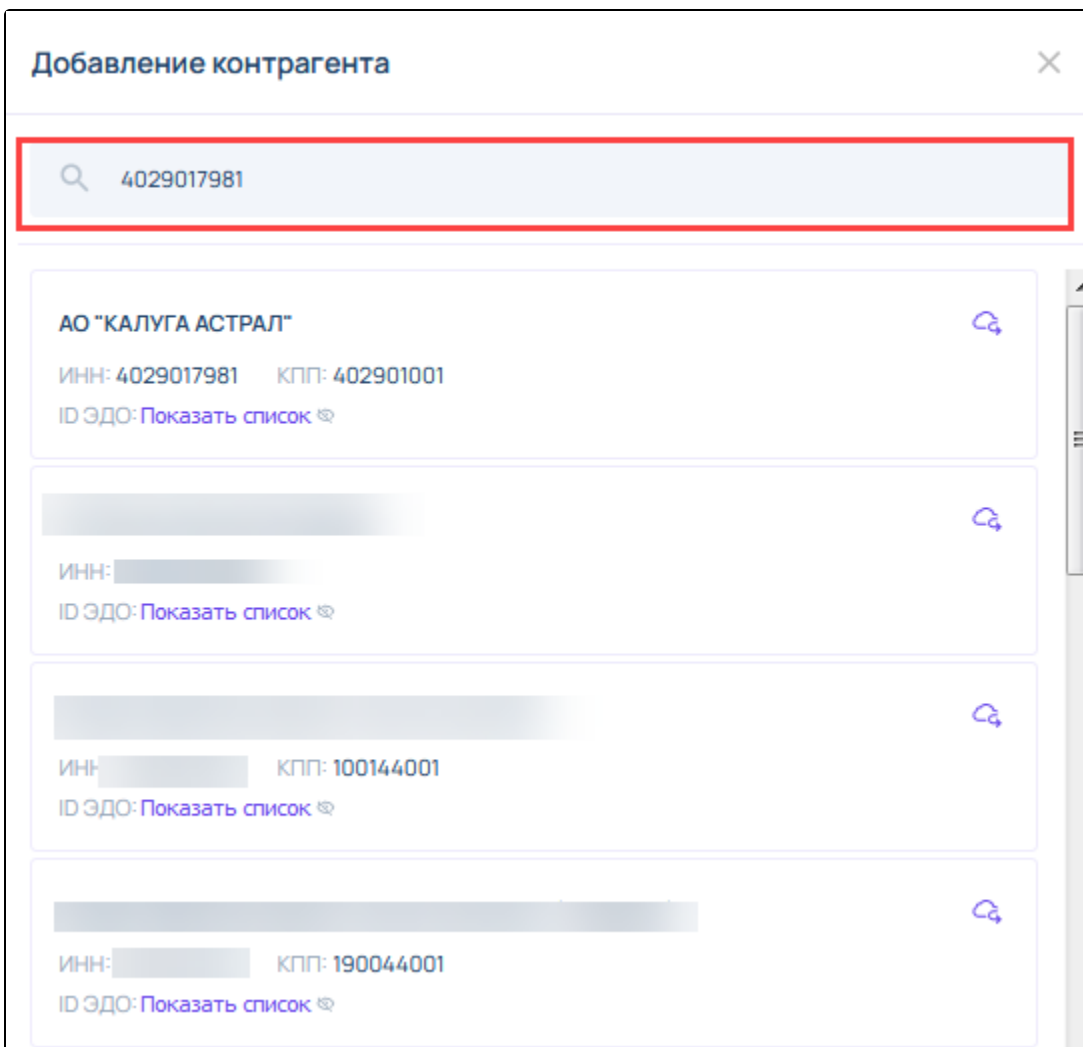 Добавление контрагента
4029017981
АО "КАЛУГА АСТРАЛ"
ИНН: 4029017981 КПП: 402901001
ID ЭДО: Показать список
ИНН:
ID ЭДО: Показать список
ИНН КПП: 100144001
ID ЭДО: Показать список
ИНН: КПП: 190044001
ID ЭДО: Показать список